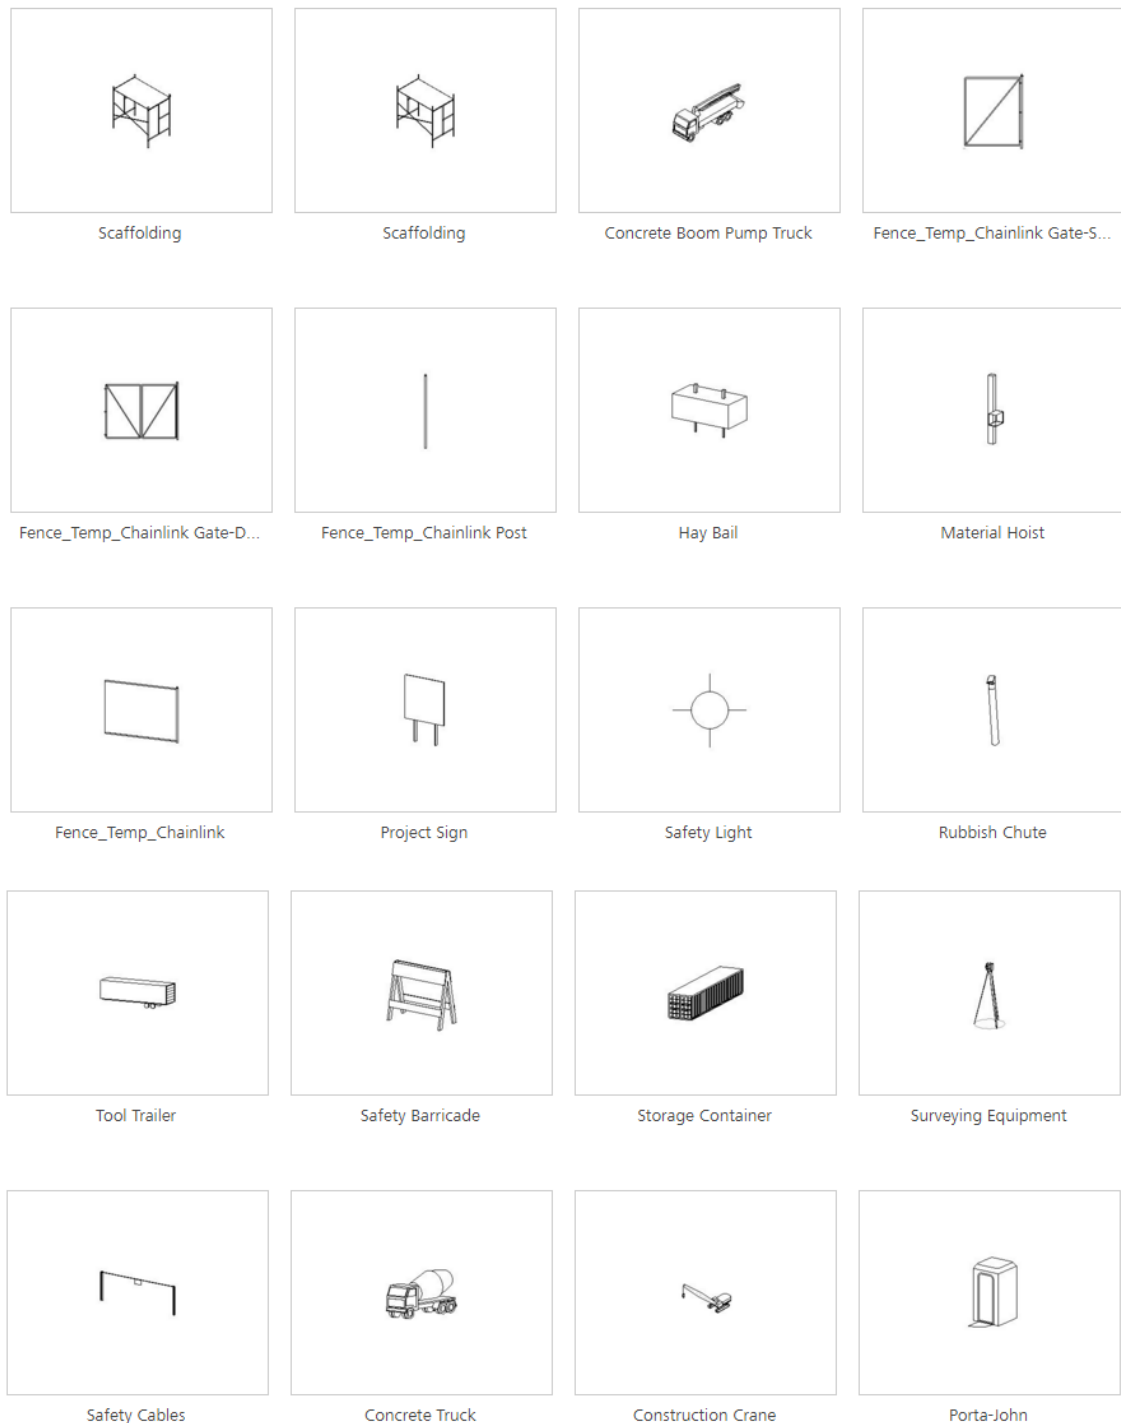 Scaffolding
Scaffolding
Concrete Boom Pump Truck
Fence_Temp_Chainlink Gate-S...
Fence_Temp_Chainlink Gate-D...
Fence_Temp_Chainlink Post
Hay Bail
Material Hoist
Fence_Temp_Chainlink
Project Sign
Safety Light
Rubbish Chute
Tool Trailer
Safety Barricade
Storage Container
Surveying Equipment
Safety Cables
Concrete Truck
Construction Crane
Porta-John